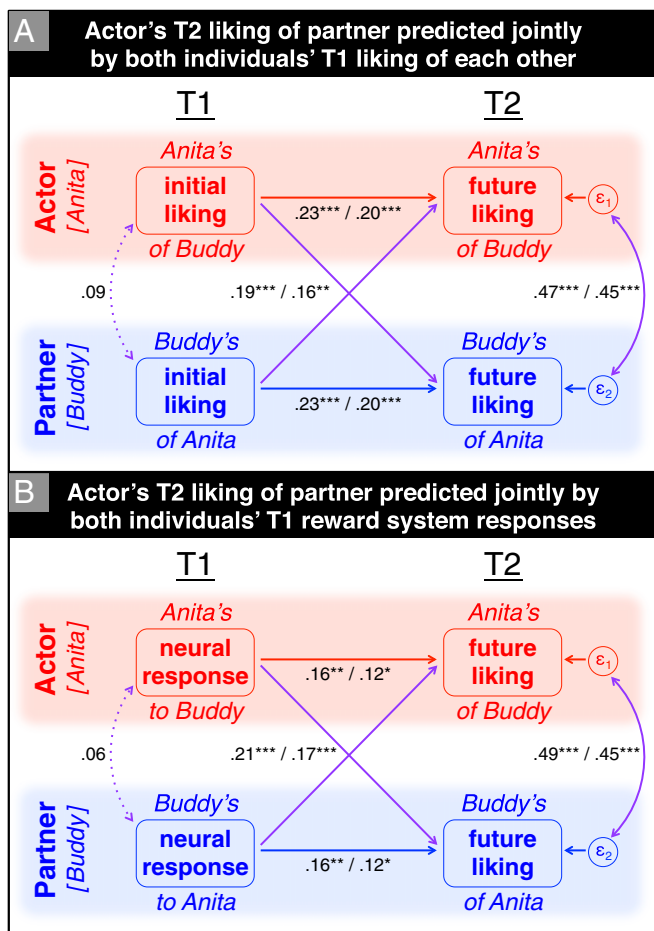 A
Actor's T2 liking of partner predicted jointly
by both individuals' T1 liking of each other
T1
T2
Actor
[Anita]
Anita's
initial
liking
of Buddy
.23*** / .20***
Anita's
future
liking
of Buddy
ε1
.09
.19*** / .16**
.47*** / .45***
Partner
[Buddy]
Buddy's
initial
liking
of Anita
.23*** / .20***
Buddy's
future
liking
of Anita
ε2
B
Actor's T2 liking of partner predicted jointly by
both individuals' T1 reward system responses
T1
T2
Actor
[Anita]
Anita's
neural
response
to Buddy
.16** / .12*
Anita's
future
liking
of Buddy
ε1
.06
.21*** / .17***
.49*** / .45***
Partner
[Buddy]
Buddy's
neural
response
to Anita
.16** / .12*
Buddy's
future
liking
of Anita
ε2